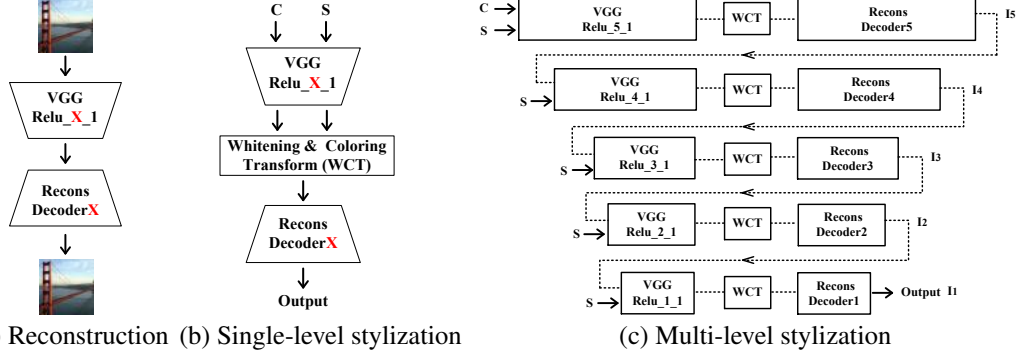 VGG
Relu_X_1
Recons
DecoderX
) Reconstruction
C S
VGG
Relu_X_1
Whitening & Coloring
Transform (WCT)
Recons
DecoderX
Output
(b) Single-level stylization
C
S
VGG
Relu_5_1
WCT
Recons
Decoder5
I5
S
VGG
Relu_4_1
WCT
Recons
Decoder4
I4
S
VGG
Relu_3_1
WCT
Recons
Decoder3
I3
S
VGG
Relu_2_1
WCT
Recons
Decoder2
I2
S
VGG
Relu_1_1
WCT
Recons
Decoder1
Output I1
(c) Multi-level stylization